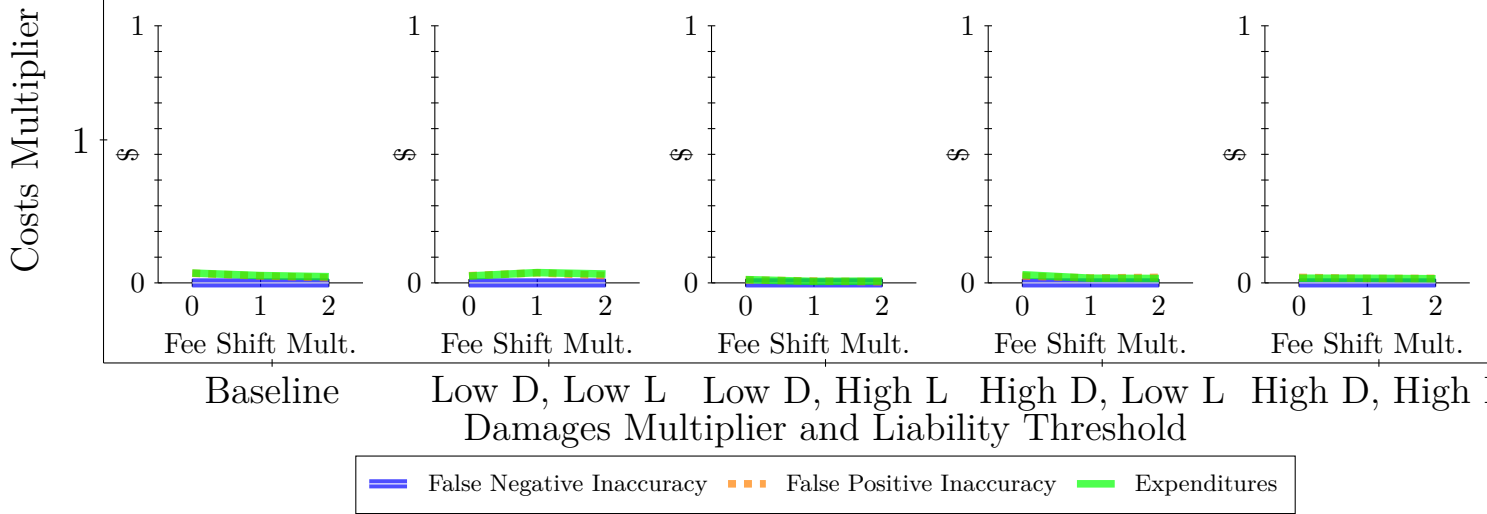 Costs Multiplier
1
1
$
0
0 1 2
Fee Shift Mult.
1
$
0
0 1 2
Fee Shift Mult.
1
$
0
0 1 2
Fee Shift Mult.
1
$
0
0 1 2
Fee Shift Mult.
1
$
0
0 1 2
Fee Shift Mult.
Baseline Low D, Low L Low D, High L High D, Low L High D, High
Damages Multiplier and Liability Threshold
False Negative Inaccuracy False Positive Inaccuracy Expenditures